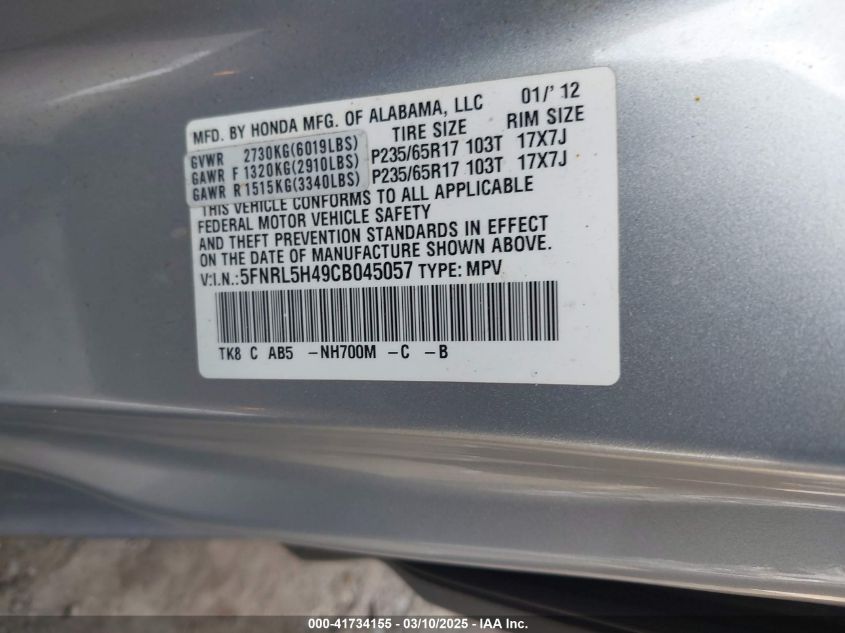 MFD. BY HONDA MFG. OF ALABAMA, LLC 01/' 12
TIRE SIZE RIM SIZE
GVWR 2730KG(6019LBS)
GAWR F 1320KG(2910LBS) P235/65R17 103T 17X7J
GAWR R 1515KG(3340LBS) P235/65R17 103T 17X7J
THIS VEHICLE CONFORMS TO ALL APPLICABLE
FEDERAL MOTOR VEHICLE SAFETY
AND THEFT PREVENTION STANDARDS IN EFFECT
ON THE DATE OF MANUFACTURE SHOWN ABOVE.
V.I.N.:5FNRL5H49CB045057 TYPE: MPV
TK8 C AB5 -NH700M -C -B
000-41734155 - 03/10/2025 - IAA Inc.